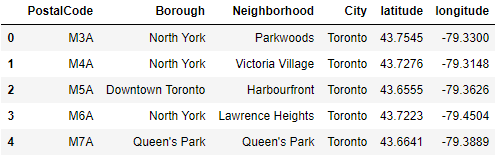 PostalCode Borough Neighborhood City latitude longitude
0 M3A North York Parkwoods Toronto 43.7545 -79.3300
1 M4A North York Victoria Village Toronto 43.7276 -79.3148
2 M5A Downtown Toronto Harbourfront Toronto 43.6555 -79.3626
3 M6A North York Lawrence Heights Toronto 43.7223 -79.4504
4 M7A Queen's Park Queen's Park Toronto 43.6641 -79.3889